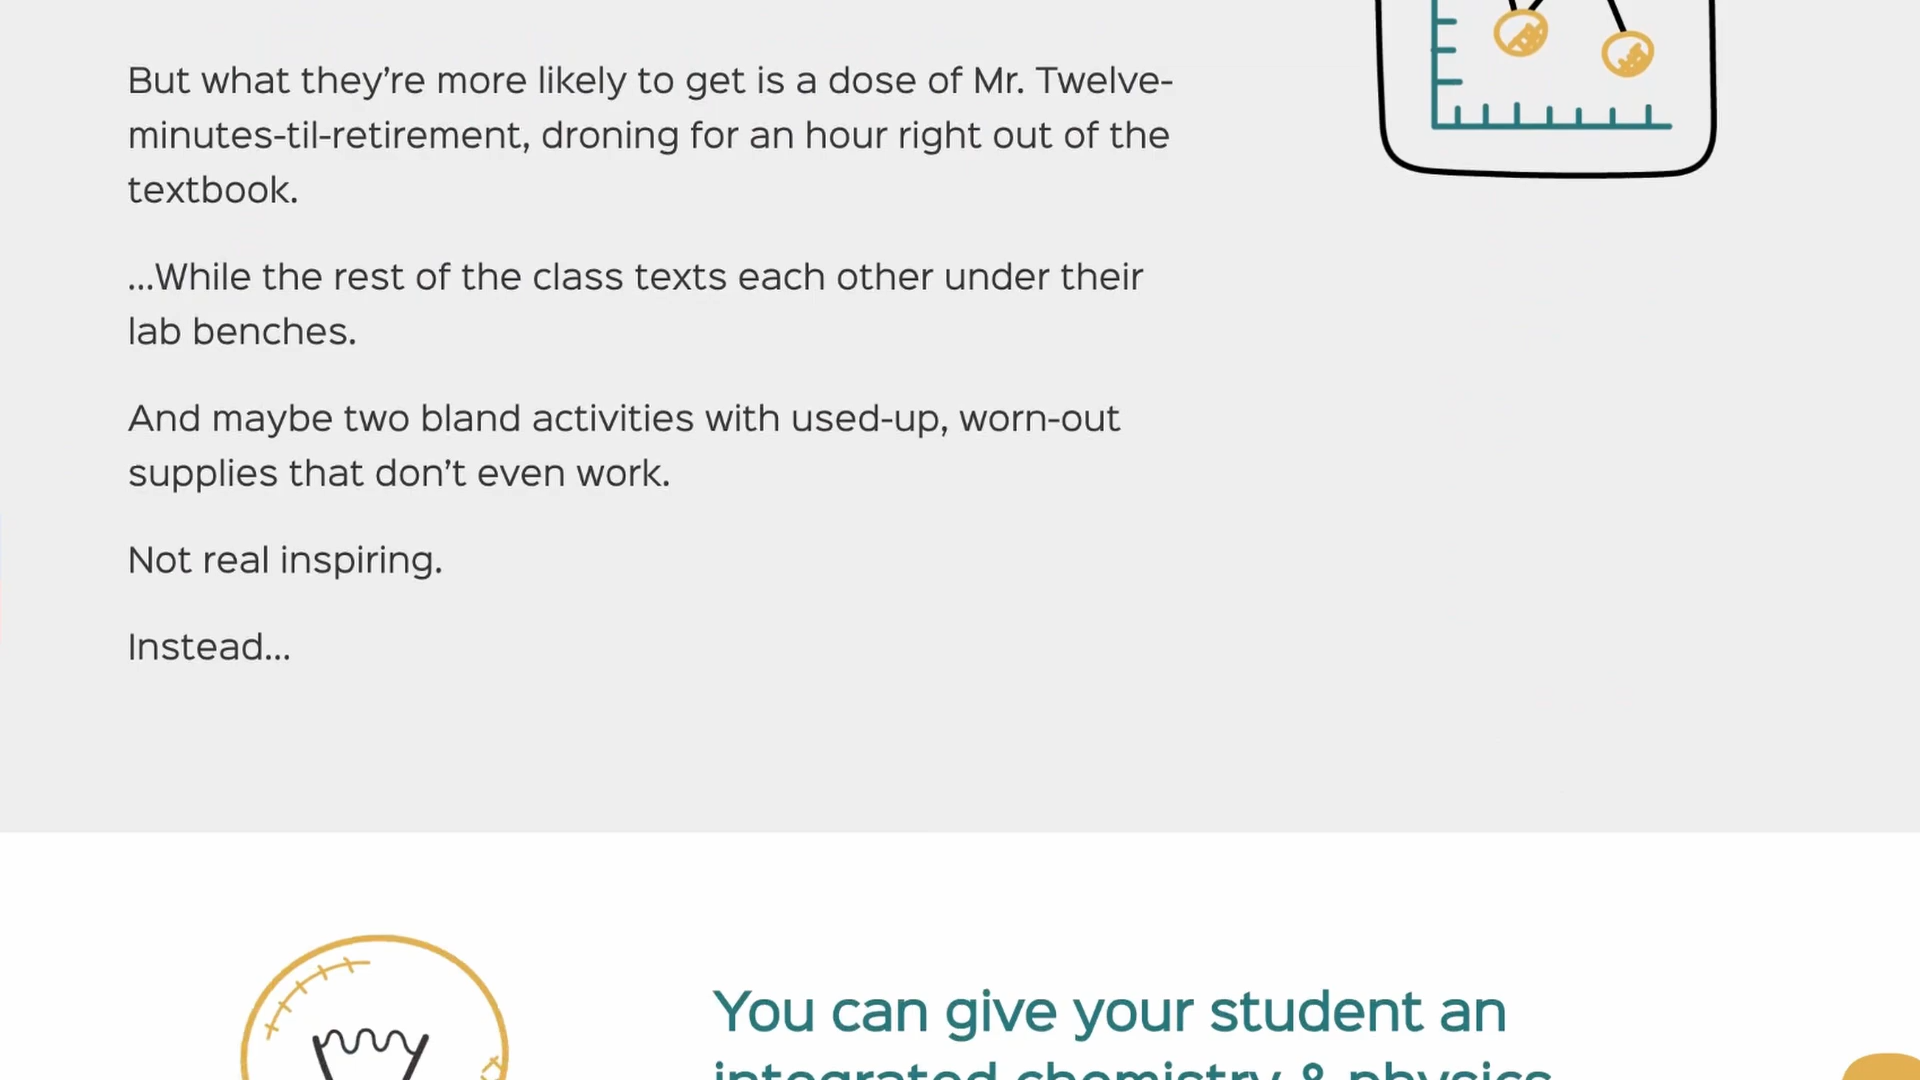 But what they’re more likely to get is a dose of Mr. Twelve-
minutes-til-retirement, droning for an hour right out of the
textbook.
...While the rest of the class texts each other under their
lab benches.
And maybe two bland activities with used-up, worn-out
supplies that don’t even work.
Not real inspiring.
Instead...
You can give your student an
integrated chemistry & physics